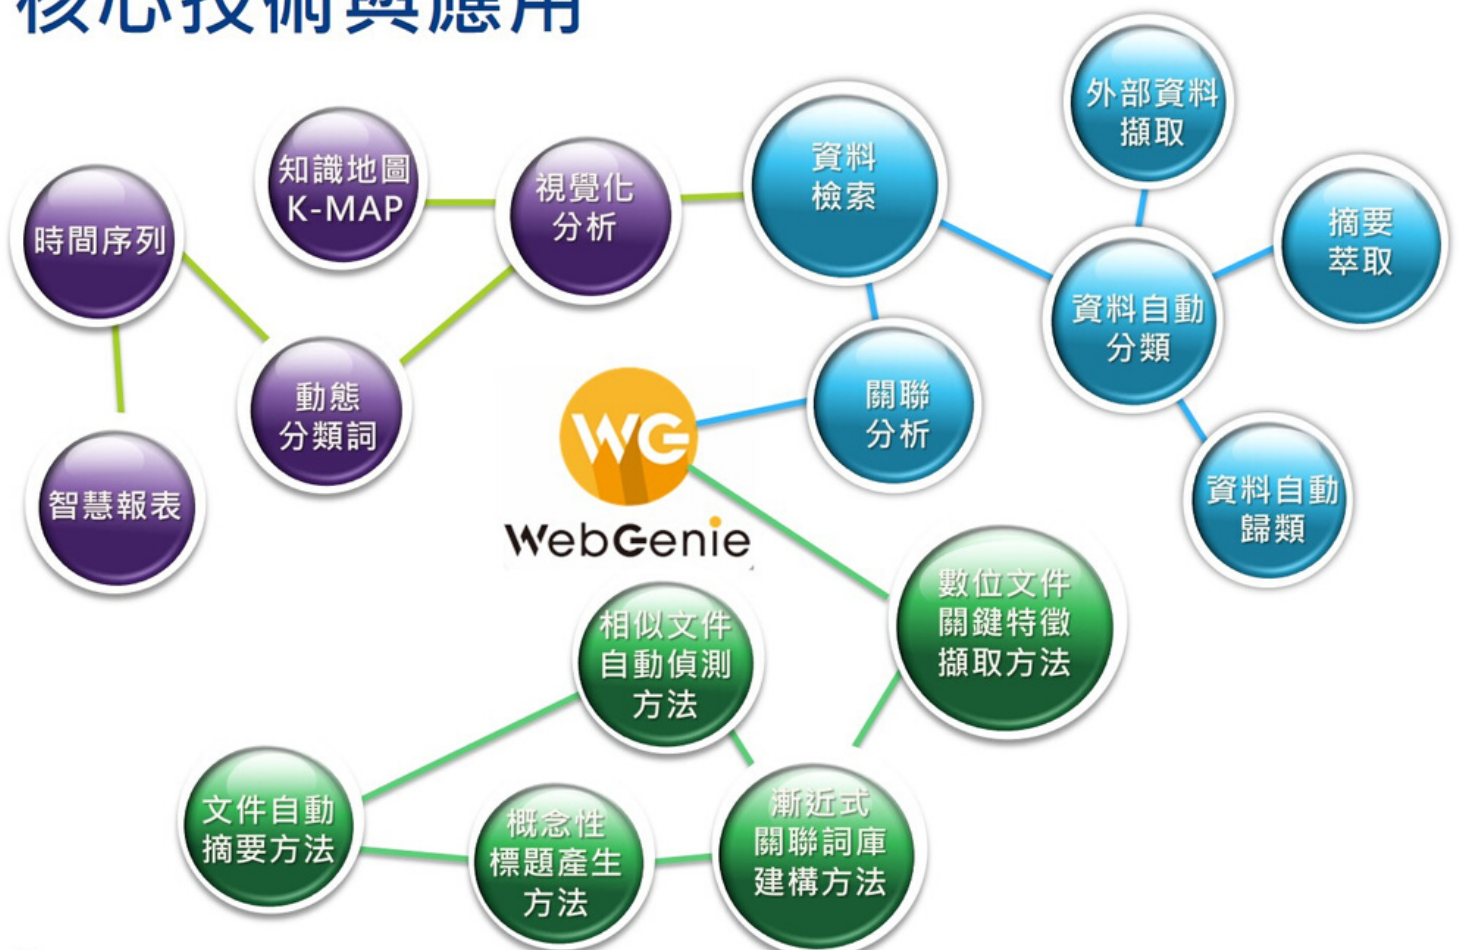 核心技術與應用
外部資料
擷取
知識地圖
K-MAP
視覺化
分析
資料
檢索
時間序列
摘要
萃取
資料自動
分類
動態
分類詞
關聯
分析
WG
WebGenie
智慧報表
資料自動
歸類
相似文件
自動偵測
方法
數位文件
關鍵特徵
擷取方法
文件自動
摘要方法
概念性
標題產生
方法
漸近式
關聯詞庫
建構方法